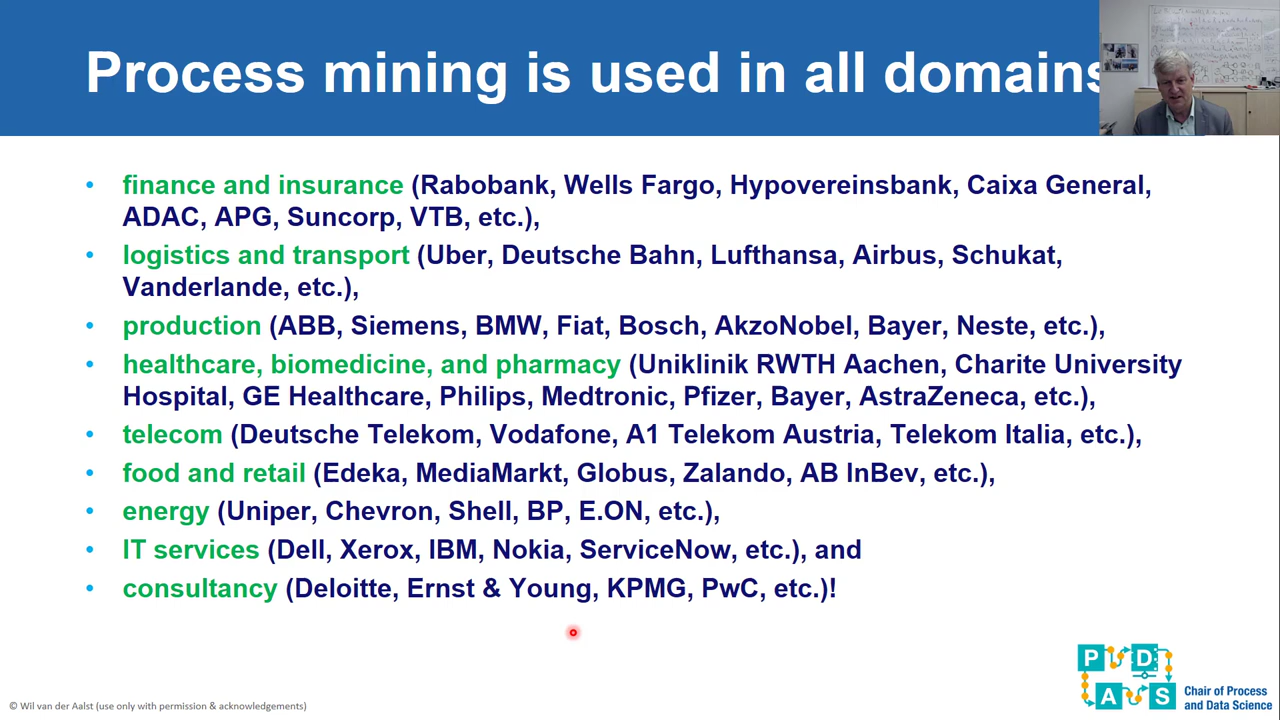 Process mining is used in all domains
• finance and insurance (Rabobank, Wells Fargo, Hypovereinsbank, Caixa General,
ADAC, APG, Suncorp, VTB, etc.),
• logistics and transport (Uber, Deutsche Bahn, Lufthansa, Airbus, Schukat,
Vanderlande, etc.),
• production (ABB, Siemens, BMW, Fiat, Bosch, AkzoNobel, Bayer, Neste, etc.),
• healthcare, biomedicine, and pharmacy (Uniklinik RWTH Aachen, Charite University
Hospital, GE Healthcare, Philips, Medtronic, Pfizer, Bayer, AstraZeneca, etc.),
• telecom (Deutsche Telekom, Vodafone, A1 Telekom Austria, Telekom Italia, etc.),
• food and retail (Edeka, MediaMarkt, Globus, Zalando, AB InBev, etc.),
• energy (Uniper, Chevron, Shell, BP, E.ON, etc.),
• IT services (Dell, Xerox, IBM, Nokia, ServiceNow, etc.), and
• consultancy (Deloitte, Ernst & Young, KPMG, PwC, etc.)!
P D
A S
Chair of Process
and Data Science
© Wil van der Aalst (use only with permission & acknowledgements)